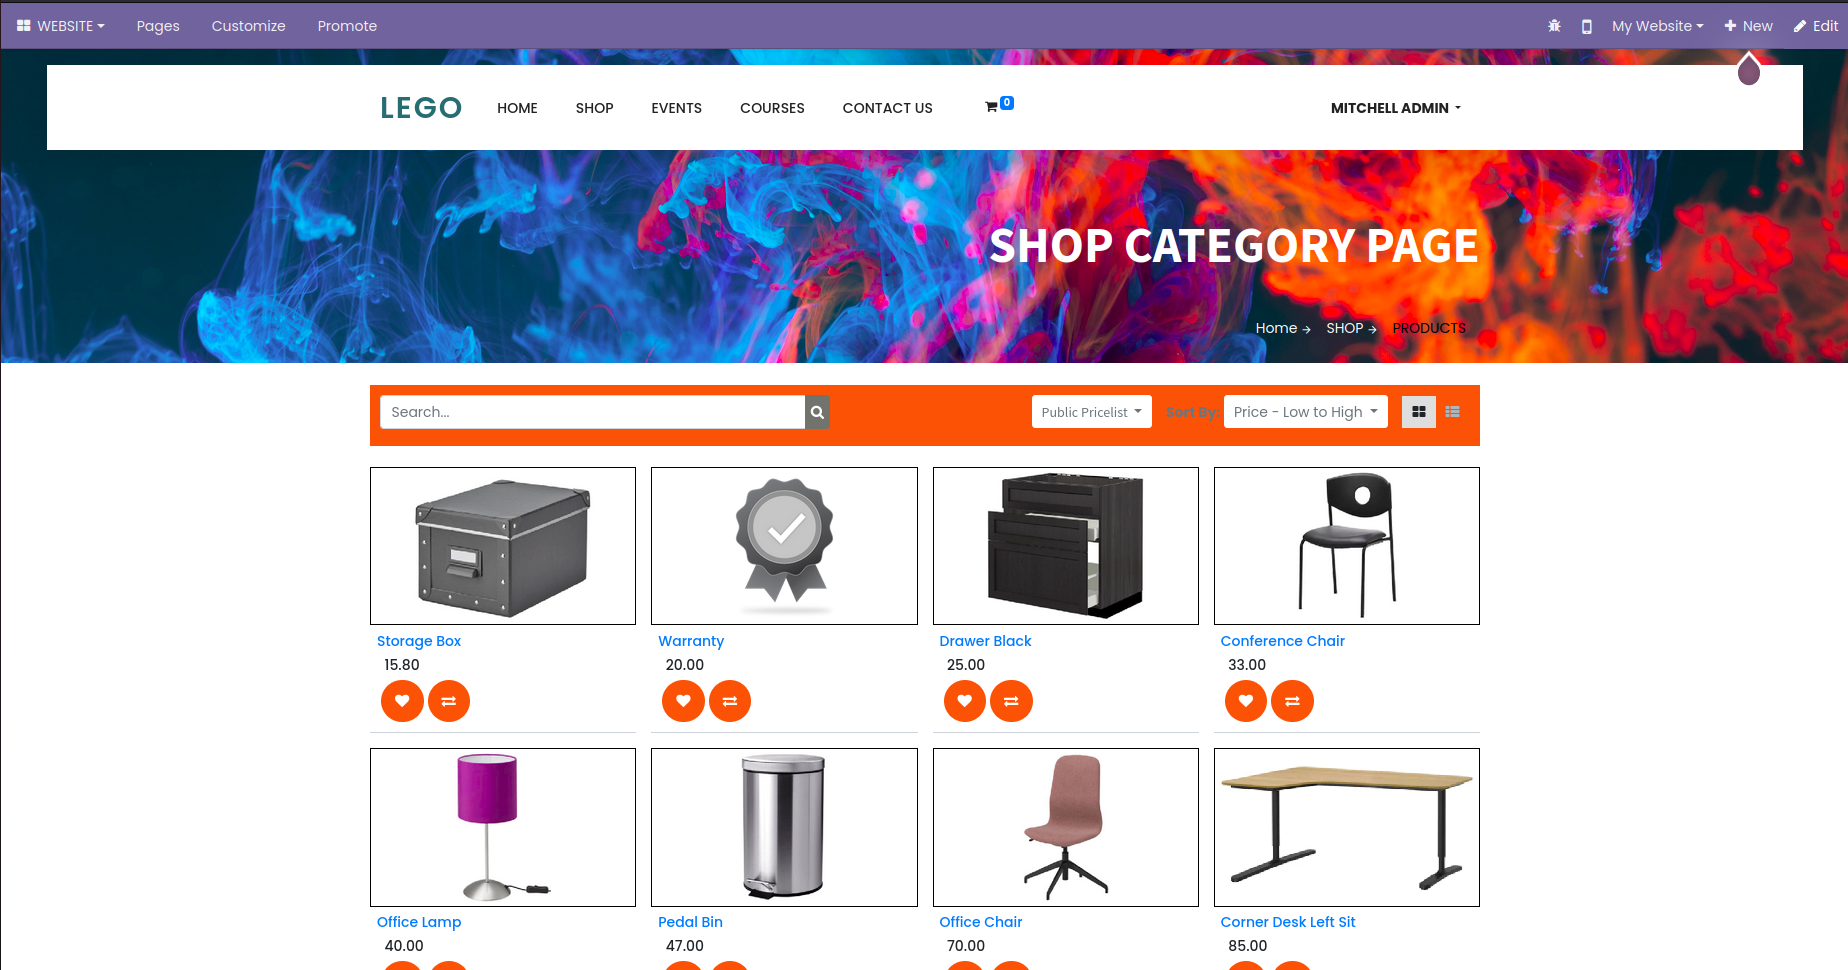 WEBSITE Pages Customize Promote My Website New Edit
LEGO HOME SHOP EVENTS COURSES CONTACT US 0 MITCHELL ADMIN
SHOP CATEGORY PAGE
Home SHOP PRODUCTS
Search... Public Pricelist Sort By: Price - Low to High
Storage Box Warranty Drawer Black Conference Chair
15.80 20.00 25.00 33.00
Office Lamp Pedal Bin Office Chair Corner Desk Left Sit
40.00 47.00 70.00 85.00